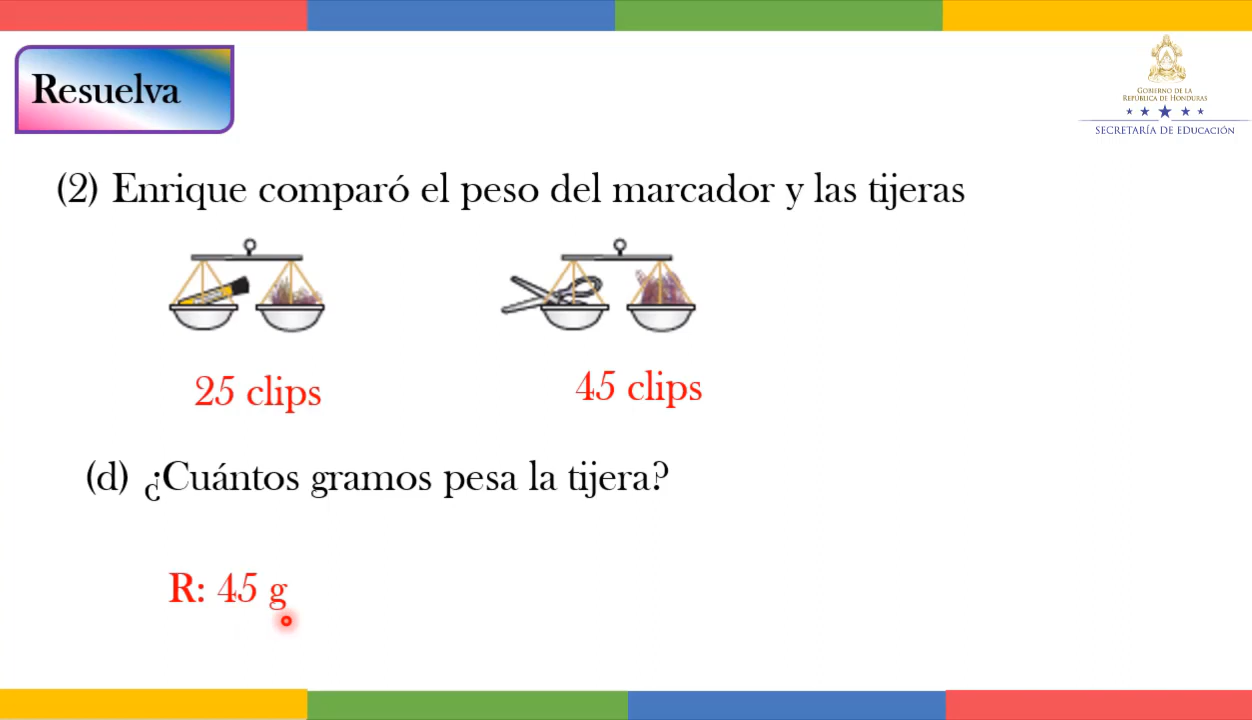 Resuelva
GOBIERNO DE LA
REPÚBLICA DE HONDURAS
SECRETARÍA DE EDUCACIÓN
(2) Enrique comparó el peso del marcador y las tijeras
25 clips
45 clips
(d) ¿Cuántos gramos pesa la tijera?
R: 45 g